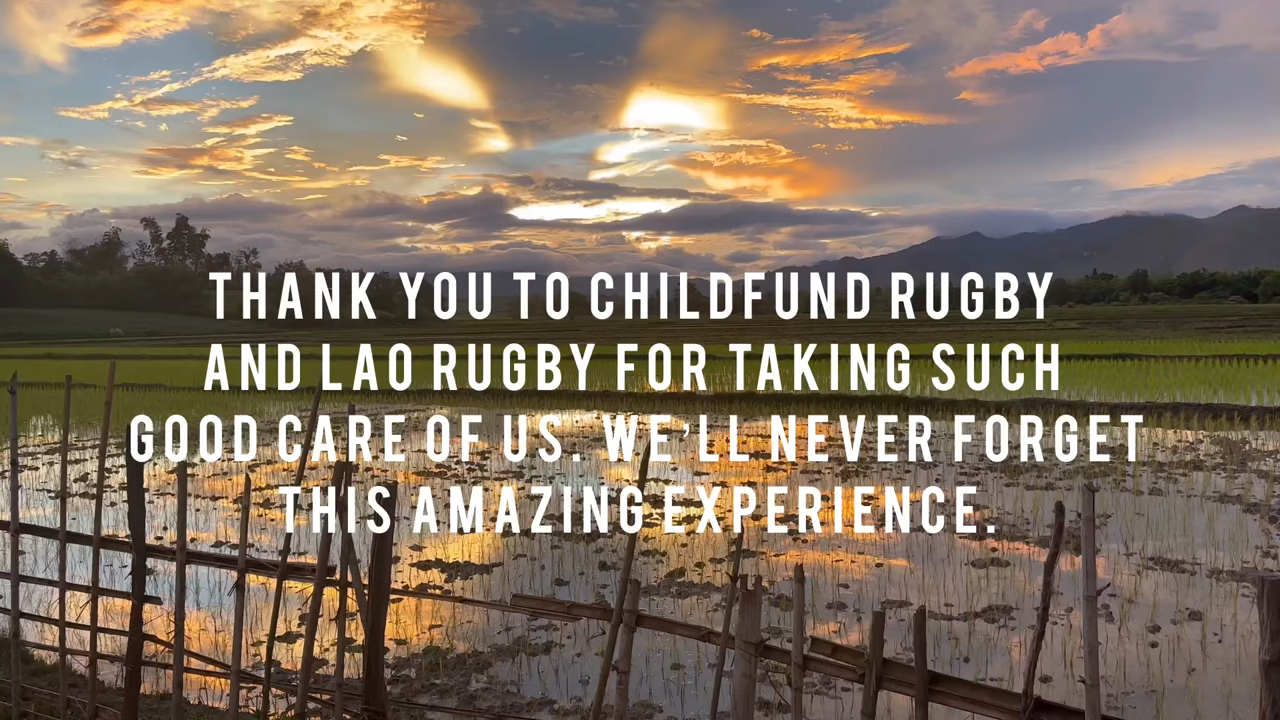 THANK YOU TO CHILDFUND RUGBY
AND LAO RUGBY FOR TAKING SUCH
GOOD CARE OF US. WE'LL NEVER FORGET
THIS AMAZING EXPERIENCE.